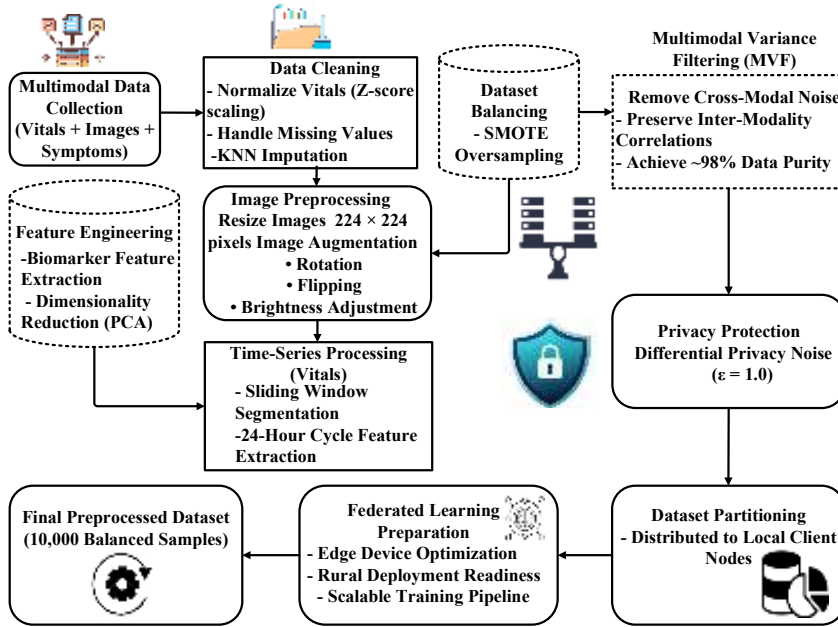 Multimodal Data
Collection
(Vitals + Images +
Symptoms)
Data Cleaning
- Normalize Vitals (Z-score
scaling)
- Handle Missing Values
-KNN Imputation
Dataset
Balancing
- SMOTE
Oversampling
Multimodal Variance
Filtering (MVF)
Remove Cross-Modal Noise
- Preserve Inter-Modality
Correlations
- Achieve ~98% Data Purity
Feature Engineering
-Biomarker Feature
Extraction
- Dimensionality
Reduction (PCA)
Image Preprocessing
Resize Images 224 × 224
pixels Image Augmentation
• Rotation
• Flipping
• Brightness Adjustment
Time-Series Processing
(Vitals)
- Sliding Window
Segmentation
-24-Hour Cycle Feature
Extraction
Privacy Protection
Differential Privacy Noise
(ε = 1.0)
Final Preprocessed Dataset
(10,000 Balanced Samples)
Federated Learning
Preparation
- Edge Device Optimization
- Rural Deployment Readiness
- Scalable Training Pipeline
Dataset Partitioning
- Distributed to Local Client
Nodes